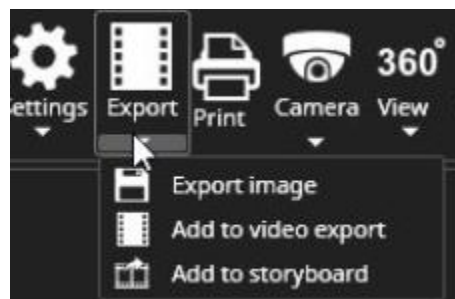 ettings Export Print Camera 360° View
Export image
Add to video export
Add to storyboard